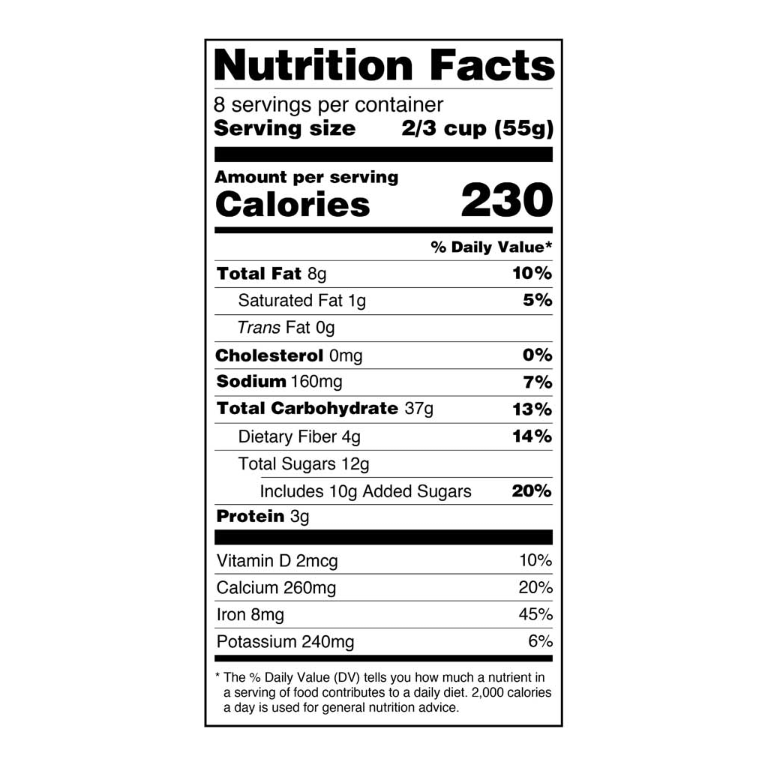 Nutrition Facts
8 servings per container
Serving size 2/3 cup (55g)
Amount per serving
Calories 230
% Daily Value*
Total Fat 8g 10%
Saturated Fat 1g 5%
Trans Fat 0g
Cholesterol 0mg 0%
Sodium 160mg 7%
Total Carbohydrate 37g 13%
Dietary Fiber 4g 14%
Total Sugars 12g
Includes 10g Added Sugars 20%
Protein 3g
Vitamin D 2mcg 10%
Calcium 260mg 20%
Iron 8mg 45%
Potassium 240mg 6%
* The % Daily Value (DV) tells you how much a nutrient in
a serving of food contributes to a daily diet. 2,000 calories
a day is used for general nutrition advice.